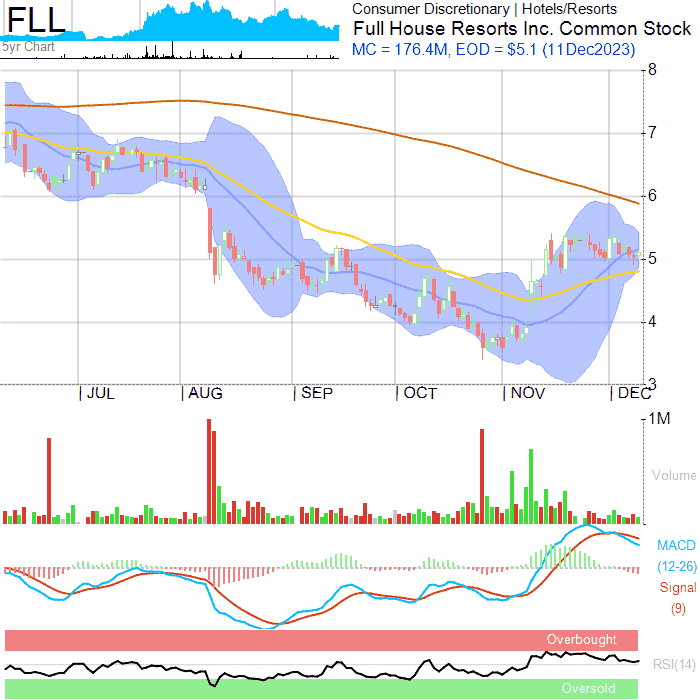 FLL
5yr Chart
Consumer Discretionary | Hotels/Resorts
Full House Resorts Inc. Common Stock
MC = 176.4M, EOD = $5.1 (11Dec2023)
8
7
6
5
4
3
| JUL | AUG | SEP | OCT | NOV | DEC
1M
Volume
MACD
(12-26)
Signal
(9)
Overbought
RSI(14)
Oversold